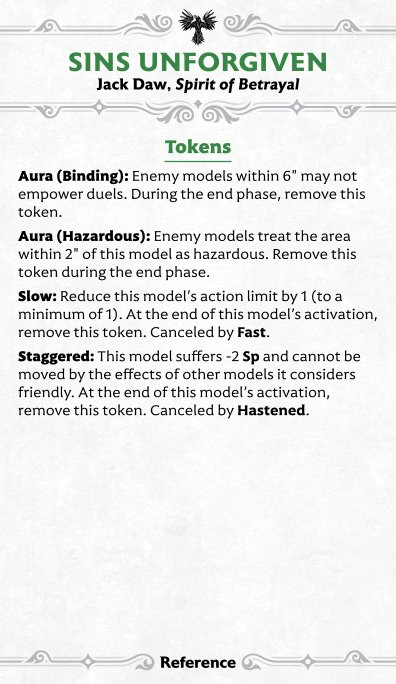 SINS UNFORGIVEN
Jack Daw, Spirit of Betrayal
Tokens
Aura (Binding): Enemy models within 6" may not
empower duels. During the end phase, remove this
token.
Aura (Hazardous): Enemy models treat the area
within 2" of this model as hazardous. Remove this
token during the end phase.
Slow: Reduce this model's action limit by 1 (to a
minimum of 1). At the end of this model's activation,
remove this token. Canceled by Fast.
Staggered: This model suffers -2 Sp and cannot be
moved by the effects of other models it considers
friendly. At the end of this model's activation,
remove this token. Canceled by Hastened.
Reference